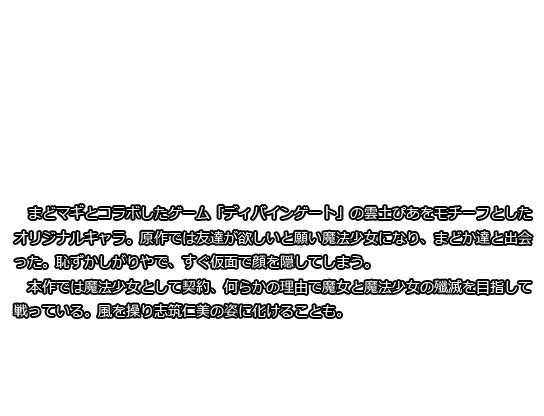 まどマギとコラボしたゲーム「ディバインゲート」の雲土ぴあをモチーフとした
オリジナルキャラ。原作では友達が欲しいと願い魔法少女になり、まどか達と出会
った。恥ずかしがりやで、すぐ仮面で顔を隠してしまう。
本作では魔法少女として契約、何らかの理由で魔女と魔法少女の殲滅を目指して
戦っている。風を操り志筑仁美の姿に化けることも。